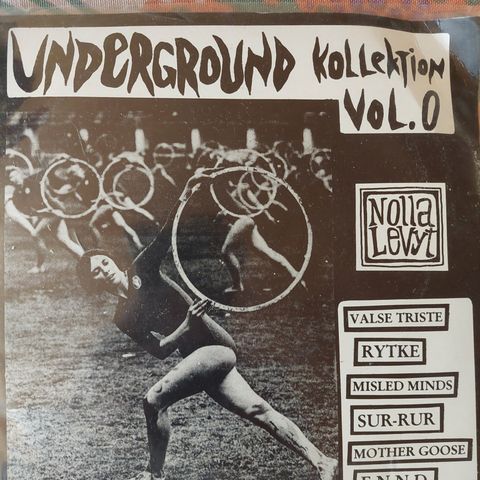 UNDERGROUND KOLLEKTION
VOL.0
Nolla
Levyt
VALSE TRISTE
RYTKE
MISLED MINDS
SUR-RUR
MOTHER GOOSE